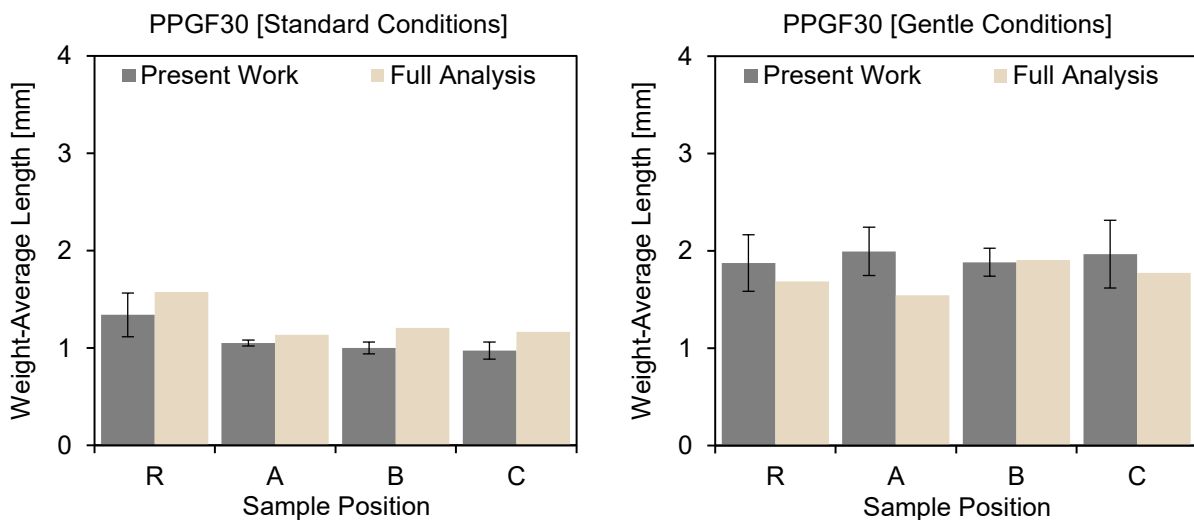 PPGF30 [Standard Conditions]
Weight-Average Length [mm]
4
3
2
1
0
Present Work
Full Analysis
R A B C
Sample Position
PPGF30 [Gentle Conditions]
Weight-Average Length [mm]
4
3
2
1
0
Present Work
Full Analysis
R A B C
Sample Position